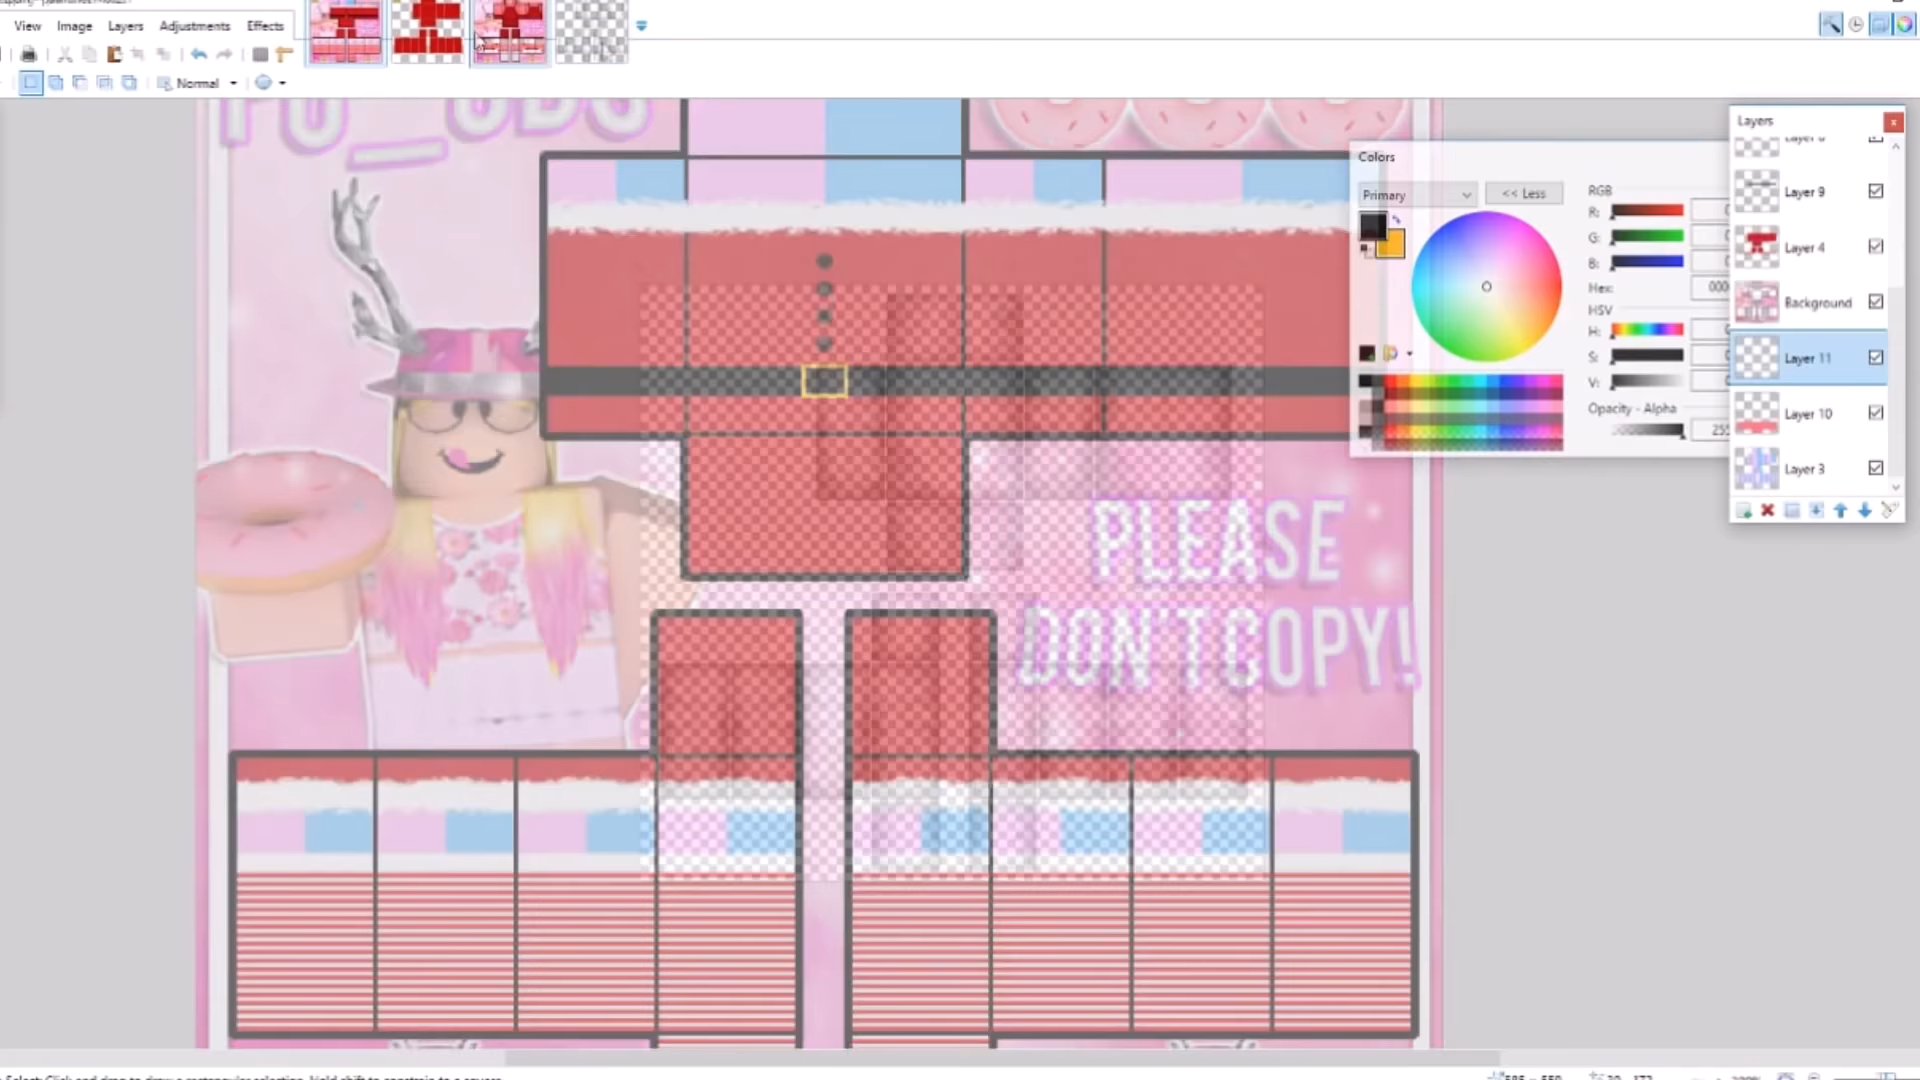 View Image Layers Adjustments Effects
Normal
Layers
Layer 9
Layer 4
Background
Layer 11
Layer 10
Layer 3
Colors
Primary
<< Less
RGB
R:
G:
B:
Hex:
HSV
H:
S:
V:
Opacity - Alpha
PLEASE
DON'T COPY!